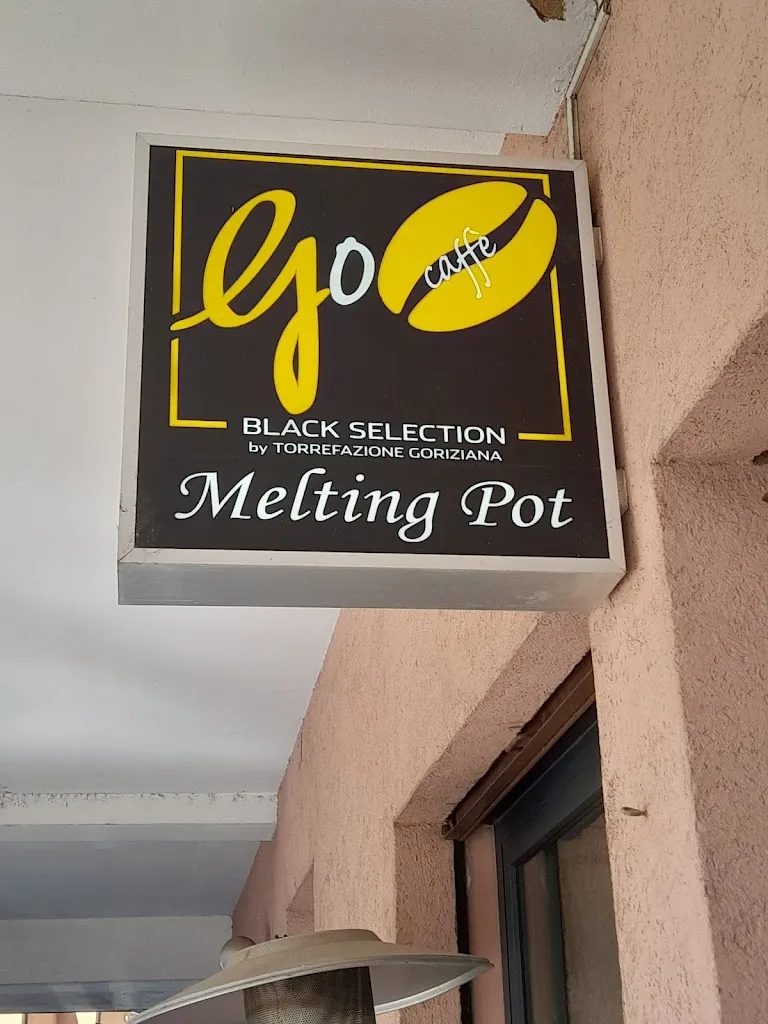 Go caffè
BLACK SELECTION
by TORREFAZIONE GORIZIANA
Melting Pot